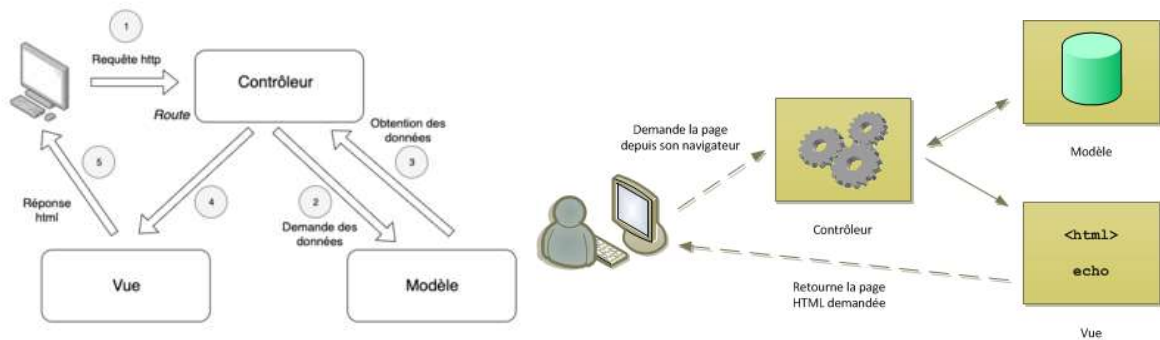 1
Requête http
Contrôleur
Route
Obtention des
données
3
5
4
2
Réponse
html
Demande des
données
Vue
Modèle
Demande la page
depuis son navigateur
Modèle
Contrôleur
<html>
echo
Retourne la page
HTML demandée
Vue